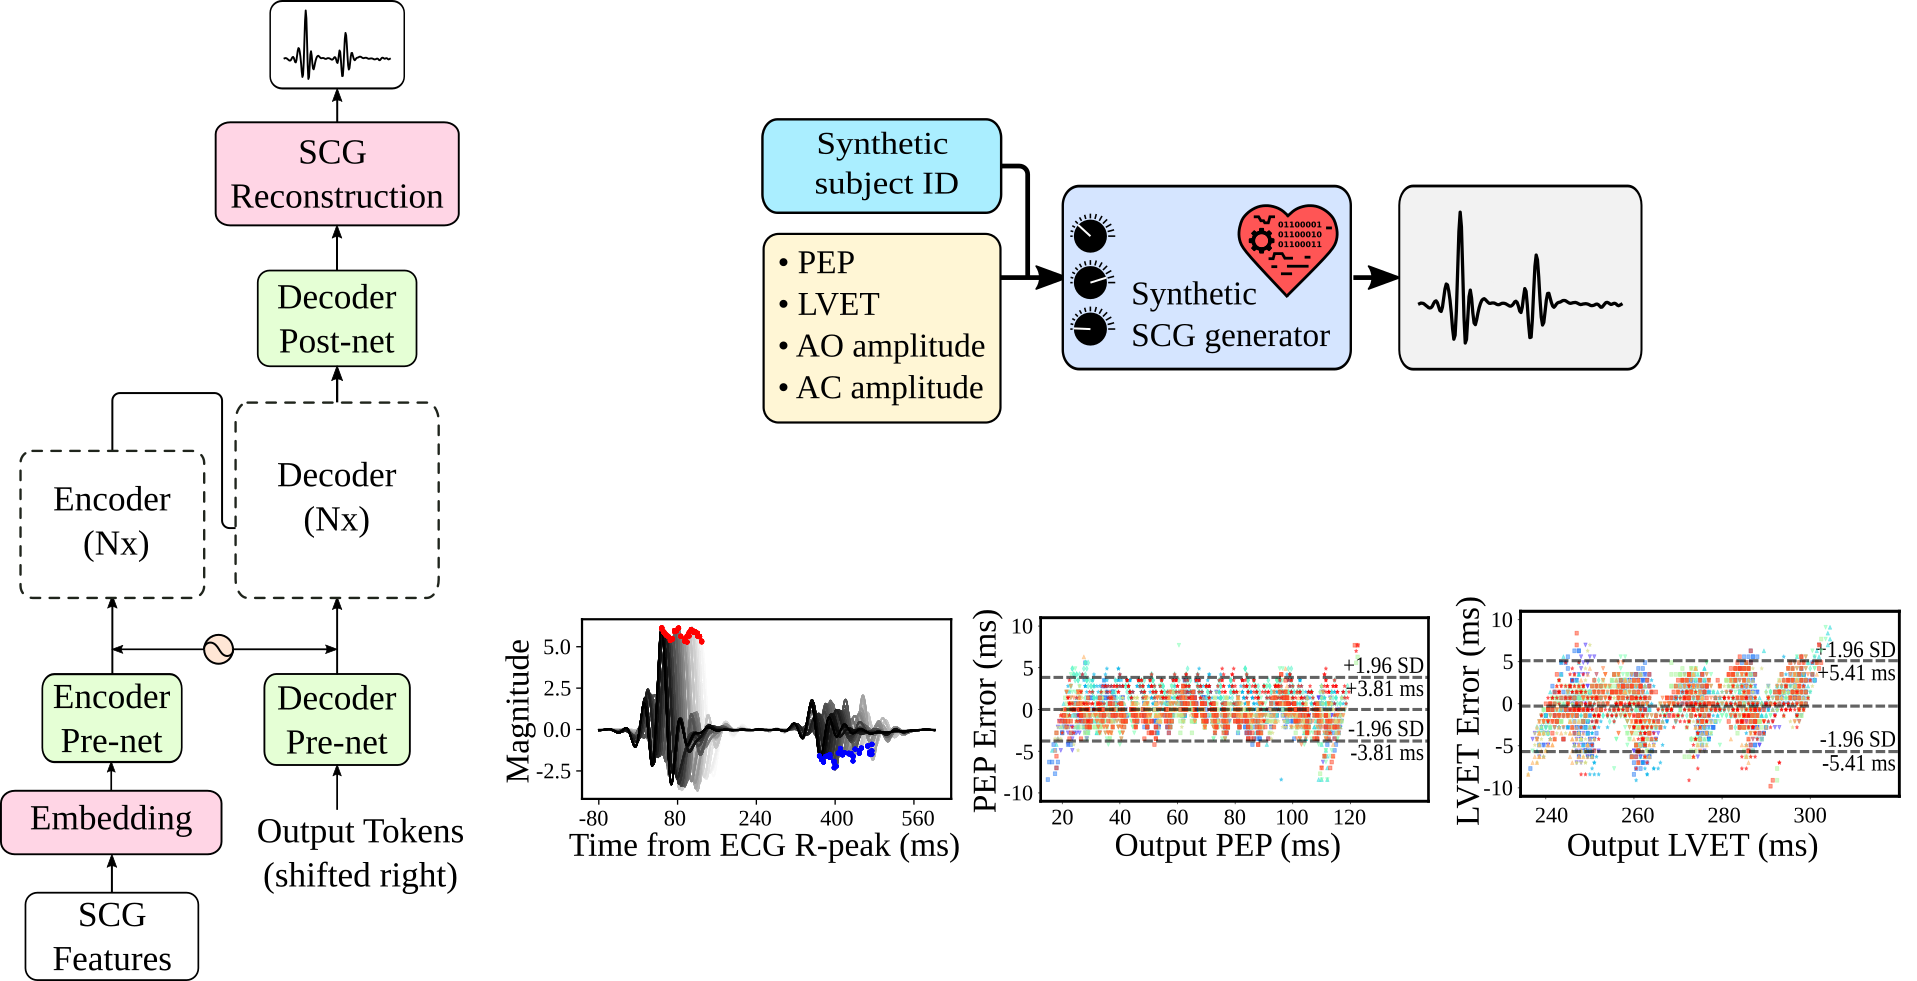 SCG
Reconstruction
Decoder
Post-net
Encoder
(Nx)
Decoder
(Nx)
Encoder
Pre-net
Decoder
Pre-net
Embedding
Output Tokens
(shifted right)
SCG
Features
Synthetic
subject ID
• PEP
• LVET
• AO amplitude
• AC amplitude
01100001
01100010
01100011
Synthetic
SCG generator
Magnitude
5.0
2.5
0.0
-2.5
-80 80 240 400 560
Time from ECG R-peak (ms)
PEP Error (ms)
10
5
0
-5
-10
+1.96 SD
+3.81 ms
-1.96 SD
-3.81 ms
20 40 60 80 100 120
Output PEP (ms)
LVET Error (ms)
10
5
0
-5
-10
+1.96 SD
+5.41 ms
-1.96 SD
-5.41 ms
240 260 280 300
Output LVET (ms)